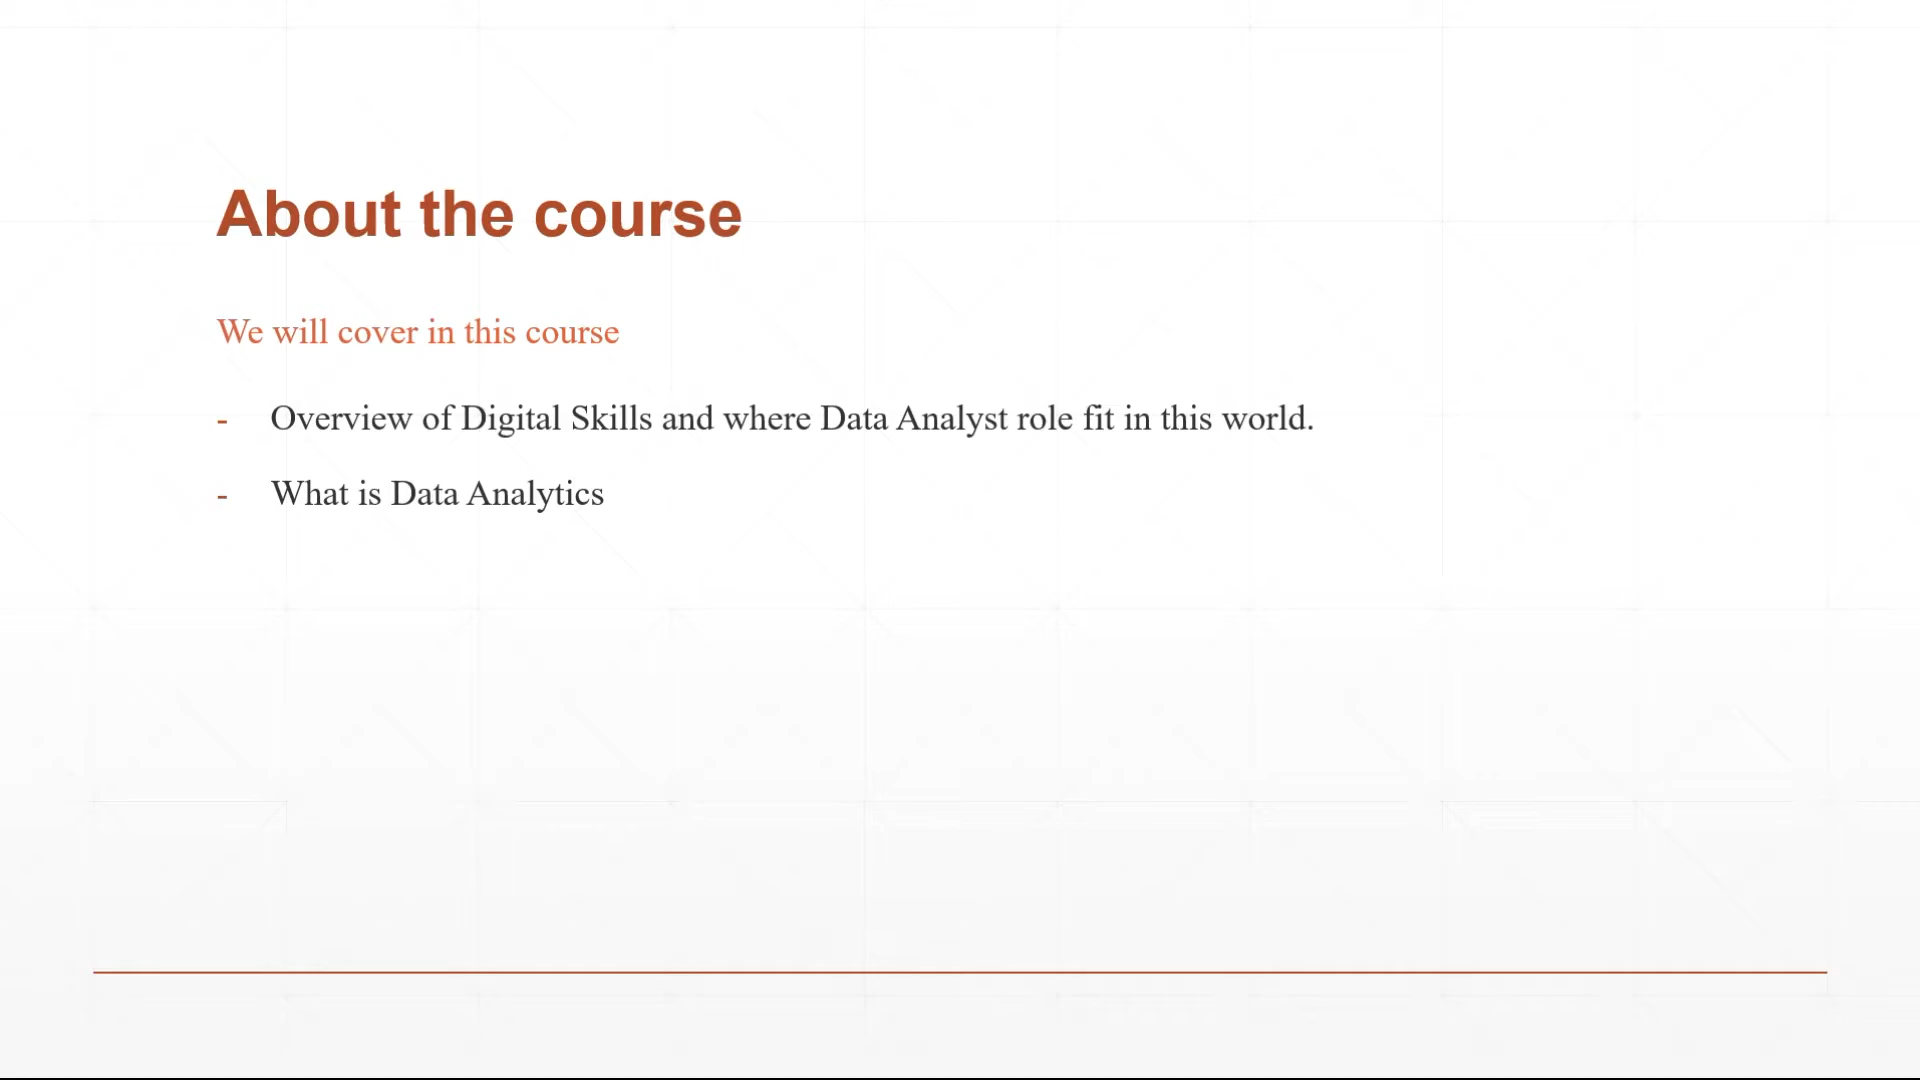 About the course
We will cover in this course
- Overview of Digital Skills and where Data Analyst role fit in this world.
- What is Data Analytics